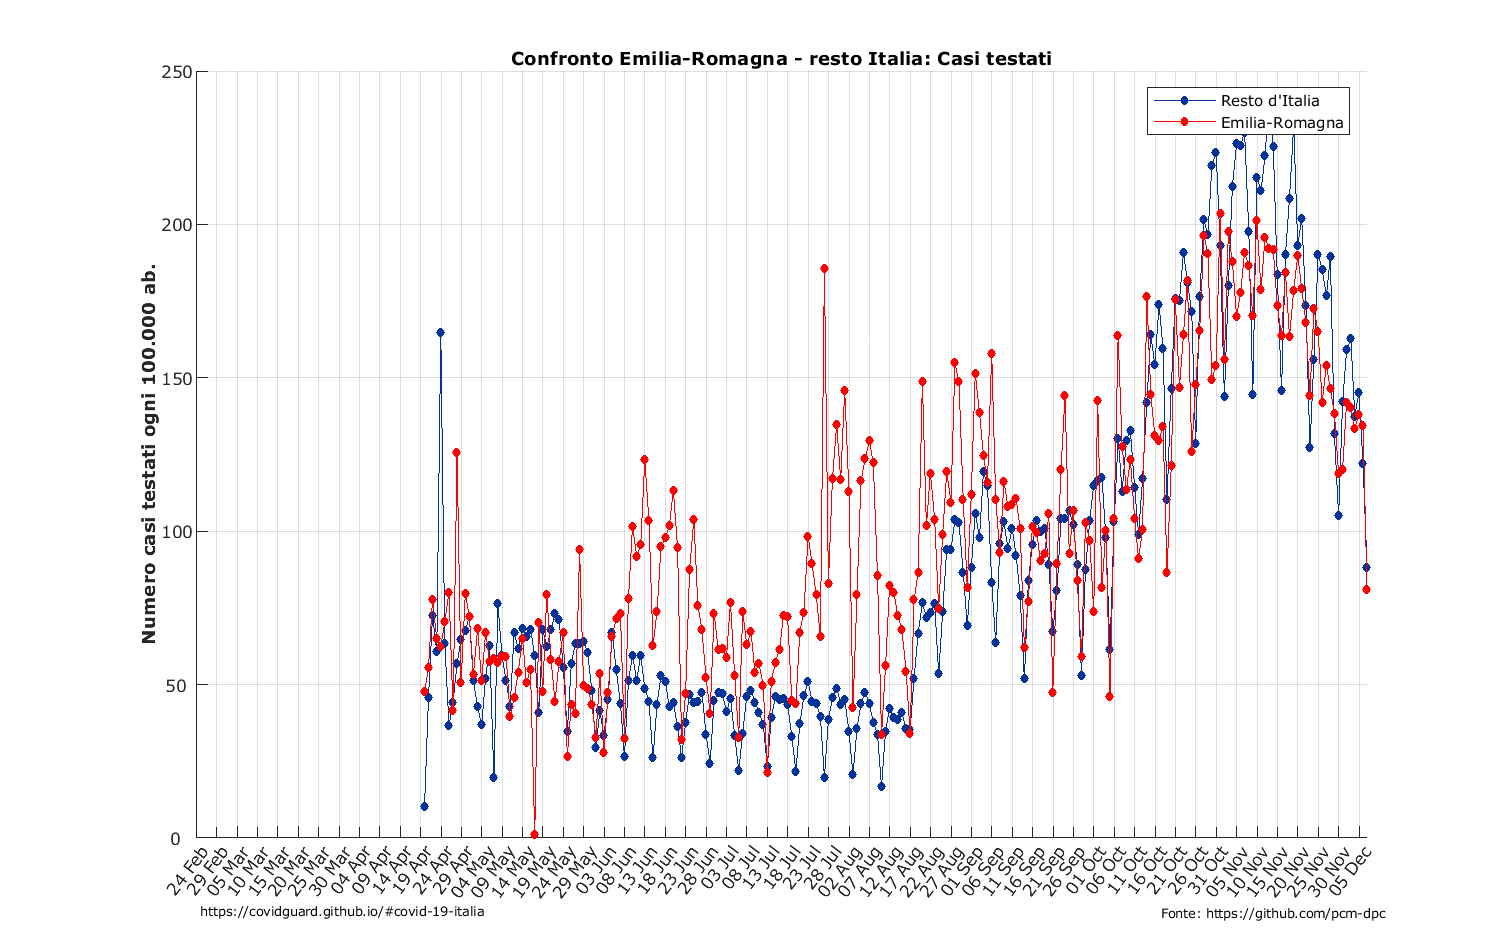 Confronto Emilia-Romagna - resto Italia: Casi testati
Resto d'Italia
Emilia-Romagna
Numero casi testati ogni 100.000 ab.
250
200
150
100
50
0
24 Feb
29 Feb
05 Mar
10 Mar
15 Mar
20 Mar
25 Mar
30 Mar
04 Apr
09 Apr
14 Apr
19 Apr
24 Apr
29 Apr
04 May
09 May
14 May
19 May
24 May
29 May
03 Jun
08 Jun
13 Jun
18 Jun
23 Jun
28 Jun
03 Jul
08 Jul
13 Jul
18 Jul
23 Jul
28 Jul
02 Aug
07 Aug
12 Aug
17 Aug
22 Aug
27 Aug
01 Sep
06 Sep
11 Sep
16 Sep
21 Sep
26 Sep
01 Oct
06 Oct
11 Oct
16 Oct
21 Oct
26 Oct
31 Oct
05 Nov
10 Nov
15 Nov
20 Nov
25 Nov
30 Nov
05 Dec
https://covidguard.github.io/#covid-19-italia
Fonte: https://github.com/pcm-dpc